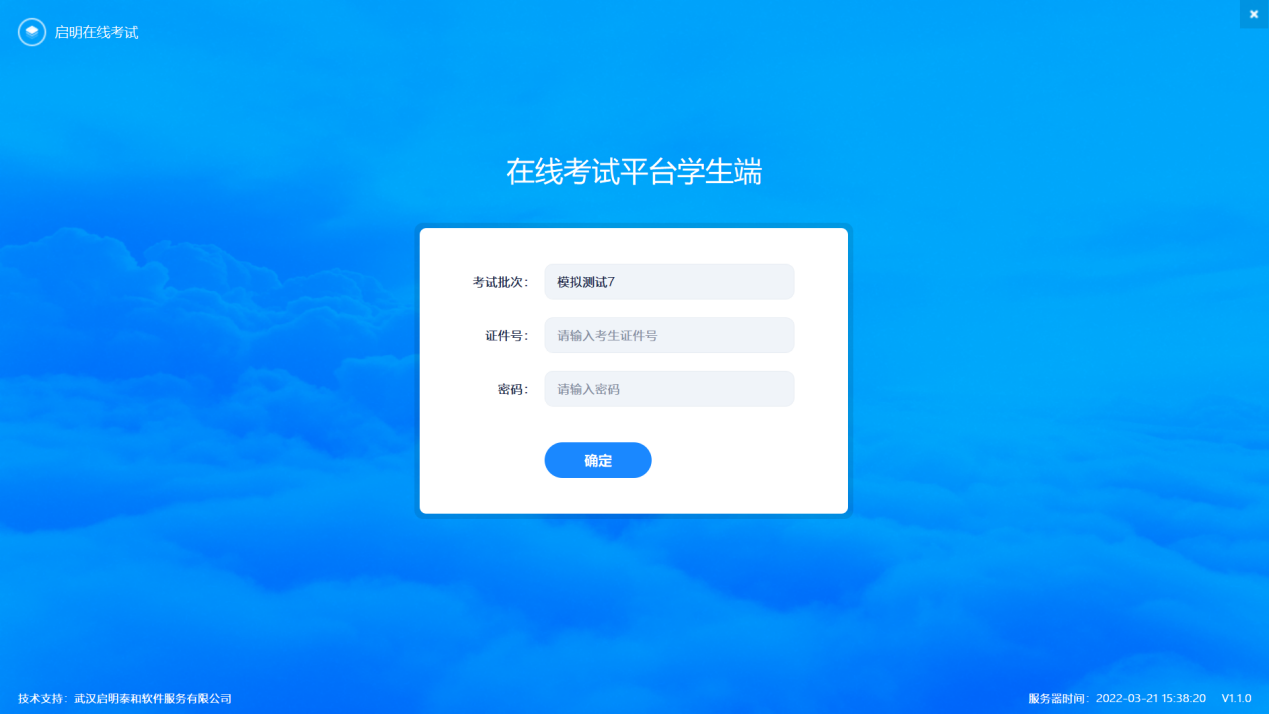 启明在线考试
在线考试平台学生端
考试批次： 模拟测试7
证件号： 请输入考生证件号
密码： 请输入密码
确定
技术支持：武汉启明泰和软件服务有限公司 服务器时间：2022-03-21 15:38:20 V1.1.0